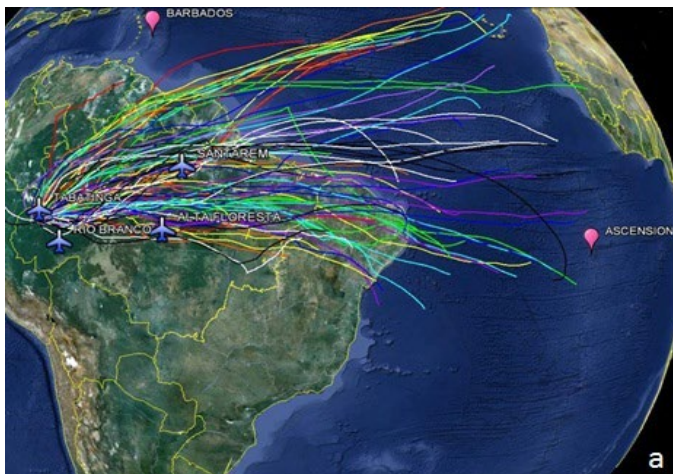 BARBADOS
SANTAREM
TABATINGA
ALTA FLORESTA
RIO BRANCO
ASCENSION
a